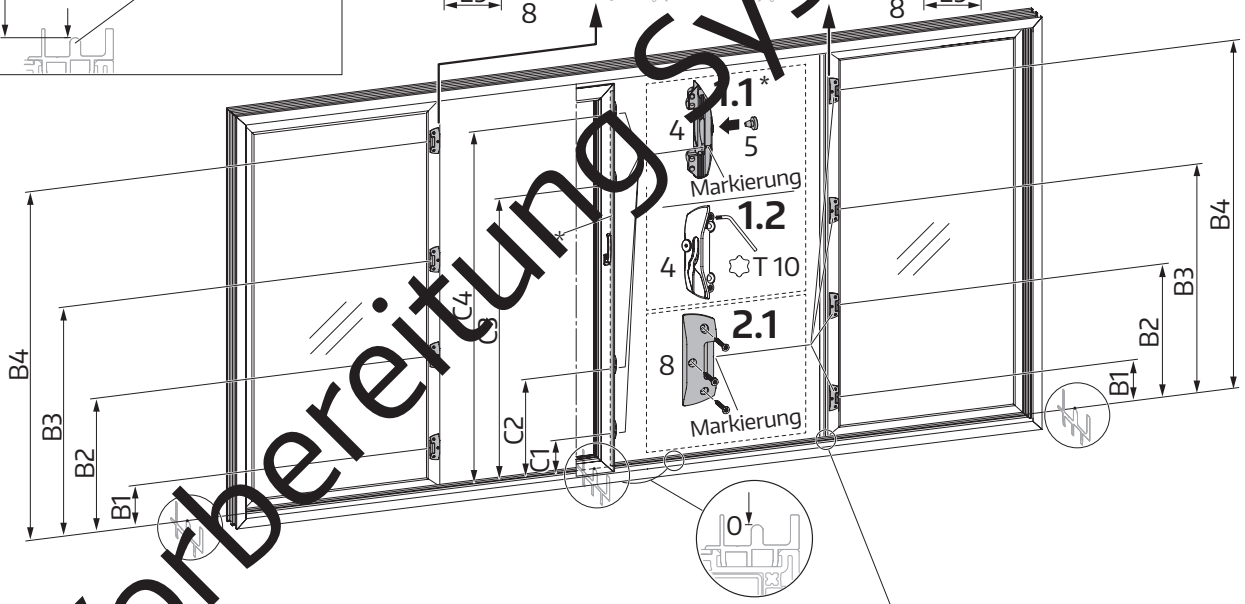 8
8
orbereitung Sy
1.1*
4
5
Markierung
1.2
4
T 10
2.1
8
Markierung
*
B4
B3
B2
B1
C4
C3
C2
C1
B1
B2
B3
B4
0